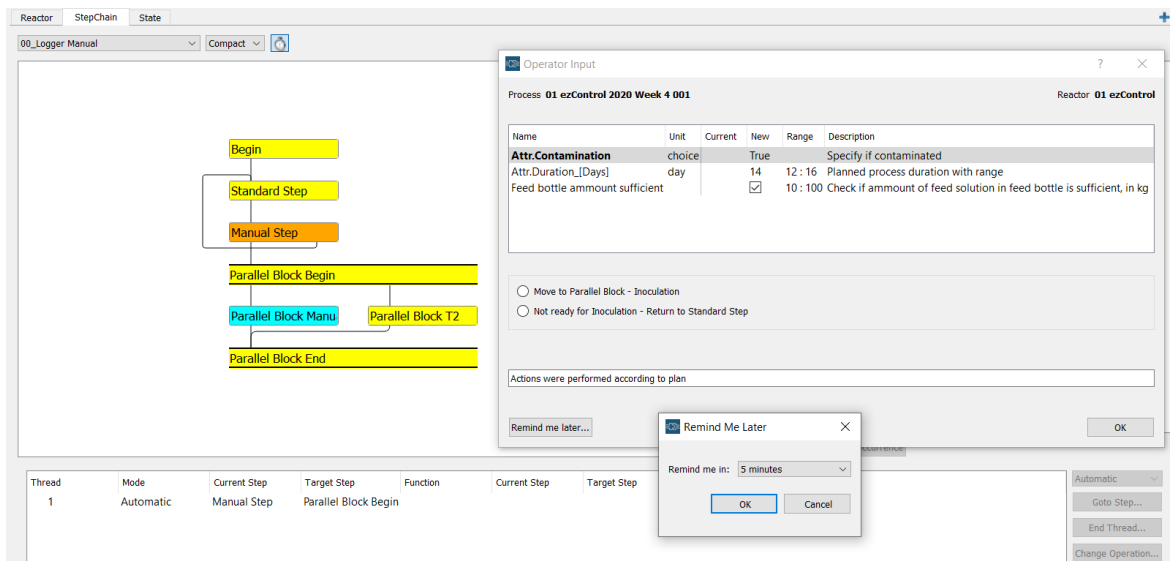 Reactor StepChain State
00_Logger Manual Compact
Begin
Standard Step
Manual Step
Parallel Block Begin
Parallel Block Manu
Parallel Block T2
Parallel Block End
Operator Input
Process 01 ezControl 2020 Week 4 001 Reactor 01 ezControl
Name Unit Current New Range Description
Attr.Contamination choice True Specify if contaminated
Attr.Duration_[Days] day 14 12 : 16 Planned process duration with range
Feed bottle ammount sufficient 10 : 100 Check if ammount of feed solution in feed bottle is sufficient, in kg
Move to Parallel Block - Inoculation
Not ready for Inoculation - Return to Standard Step
Actions were performed according to plan
Remind me later... OK
Remind Me Later
Remind me in: 5 minutes
OK Cancel
Thread Mode Current Step Target Step Function Current Step Target Step
1 Automatic Manual Step Parallel Block Begin
Automatic
Goto Step...
End Thread...
Change Operation...